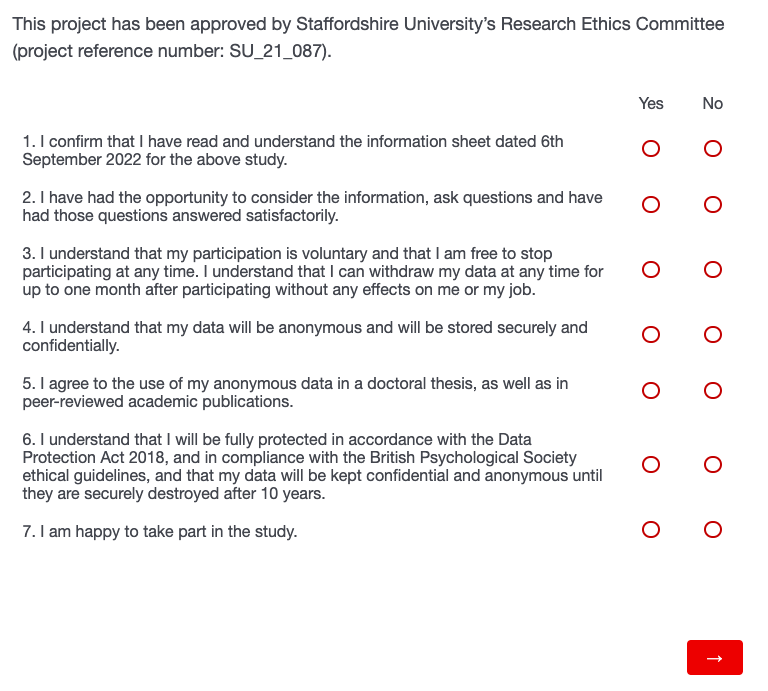 This project has been approved by Staffordshire University’s Research Ethics Committee
(project reference number: SU_21_087).
Yes No
1. I confirm that I have read and understand the information sheet dated 6th
September 2022 for the above study.
2. I have had the opportunity to consider the information, ask questions and have
had those questions answered satisfactorily.
3. I understand that my participation is voluntary and that I am free to stop
participating at any time. I understand that I can withdraw my data at any time for
up to one month after participating without any effects on me or my job.
4. I understand that my data will be anonymous and will be stored securely and
confidentially.
5. I agree to the use of my anonymous data in a doctoral thesis, as well as in
peer-reviewed academic publications.
6. I understand that I will be fully protected in accordance with the Data
Protection Act 2018, and in compliance with the British Psychological Society
ethical guidelines, and that my data will be kept confidential and anonymous until
they are securely destroyed after 10 years.
7. I am happy to take part in the study.
→